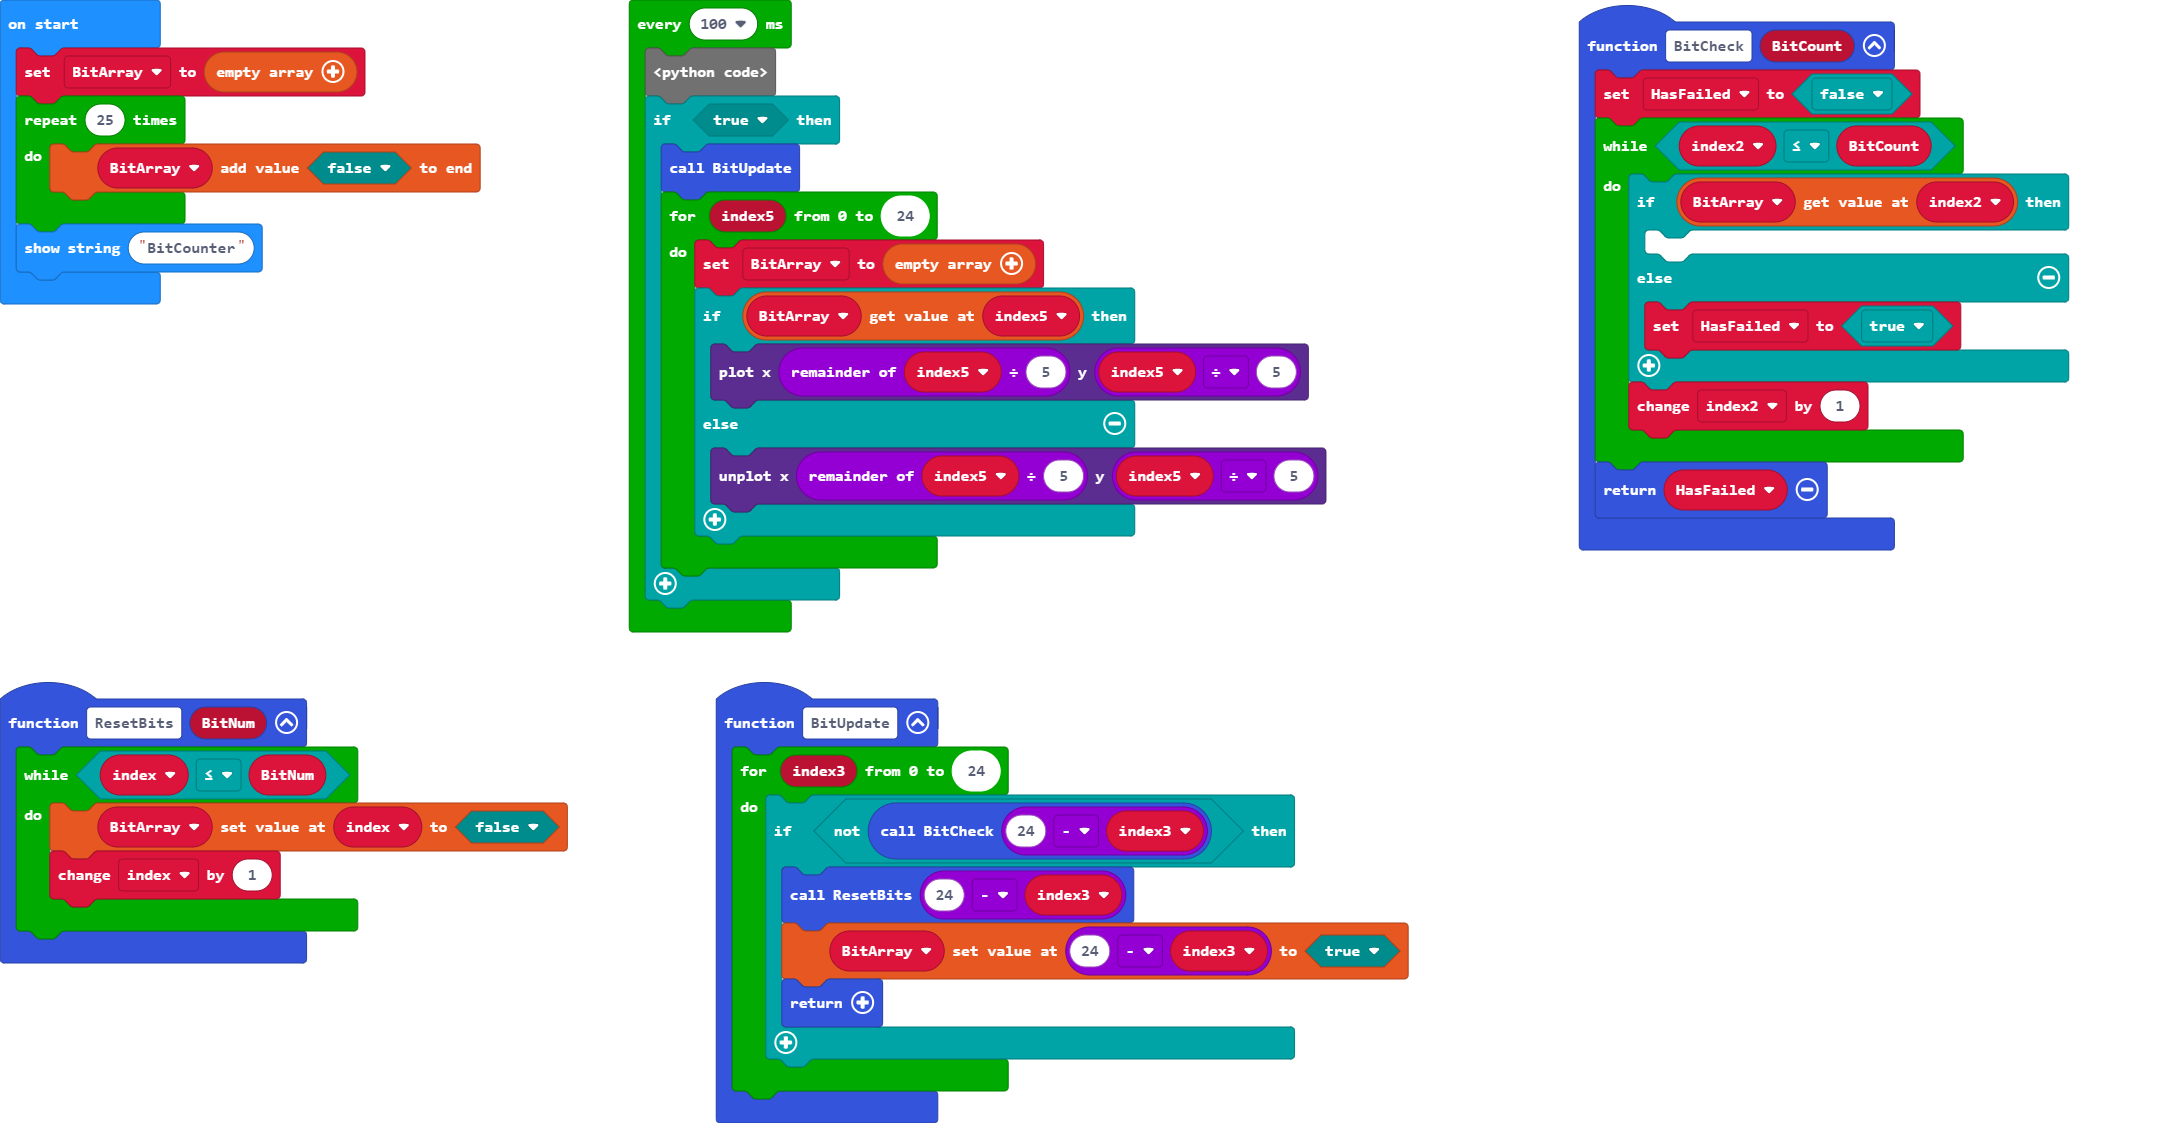 on start
set BitArray to empty array
repeat 25 times
do BitArray add value false to end
show string "BitCounter"
every 100 ms
<python code>
if true then
call BitUpdate
for index5 from 0 to 24
do set BitArray to empty array
if BitArray get value at index5 then
plot x remainder of index5 ÷ 5 y index5 ÷ 5
else
unplot x remainder of index5 ÷ 5 y index5 ÷ 5
function BitCheck BitCount
set HasFailed to false
while index2 ≤ BitCount
do if BitArray get value at index2 then
else
set HasFailed to true
change index2 by 1
return HasFailed
function ResetBits BitNum
while index ≤ BitNum
do BitArray set value at index to false
change index by 1
function BitUpdate
for index3 from 0 to 24
do if not call BitCheck 24 - index3 then
call ResetBits 24 - index3
BitArray set value at 24 - index3 to true
return